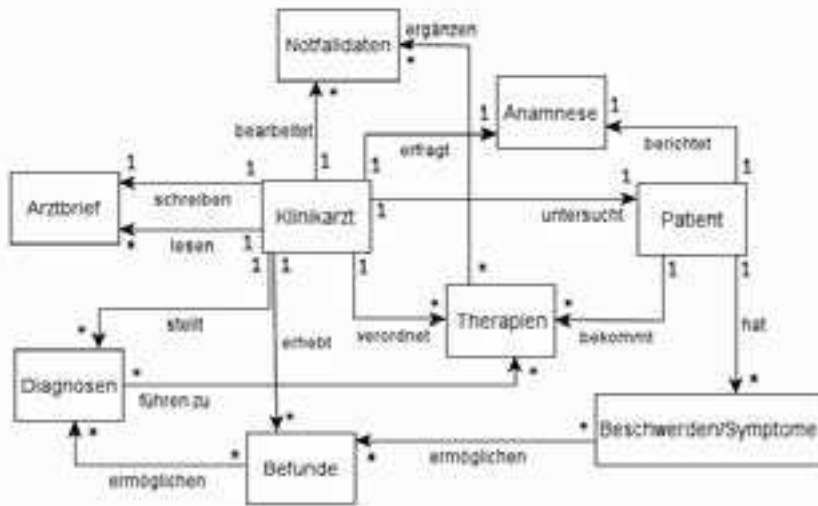 ergänzen
Notfalldaten
*
*
1
Anamnese
1
bearbeitet
erfragt
berichtet
1
1
1
1
1
1
Arztbrief
schreiben
Klinikarzt
1
untersucht
Patient
*
lesen
1
1
1
1
1
1
*
stellt
*
Therapien
*
hat
*
erhebt
verordnet
bekommt
Diagnosen
*
führen zu
*
*
*
*
*
*
Beschwerden/Symptome
ermöglichen
Befunde
*
ermöglichen